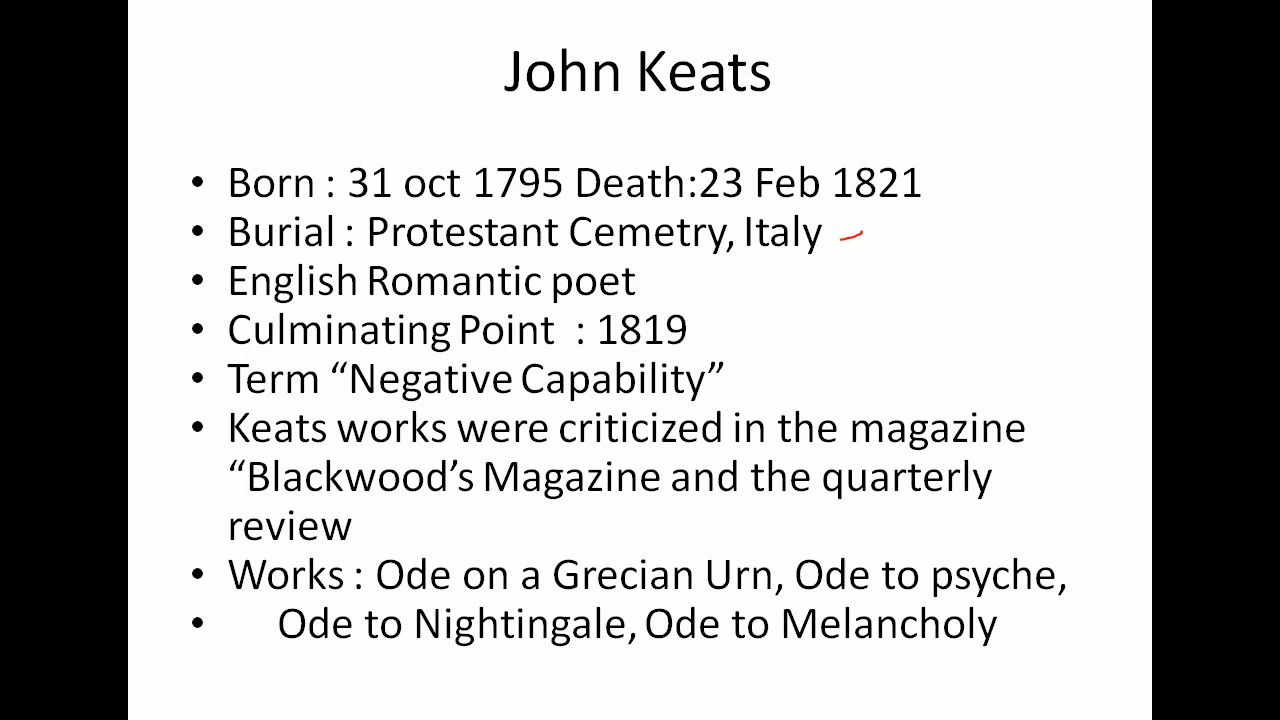 John Keats
• Born : 31 oct 1795 Death:23 Feb 1821
• Burial : Protestant Cemetry, Italy
• English Romantic poet
• Culminating Point : 1819
• Term “Negative Capability”
• Keats works were criticized in the magazine
“Blackwood’s Magazine and the quarterly
review
• Works : Ode on a Grecian Urn, Ode to psyche,
• Ode to Nightingale, Ode to Melancholy